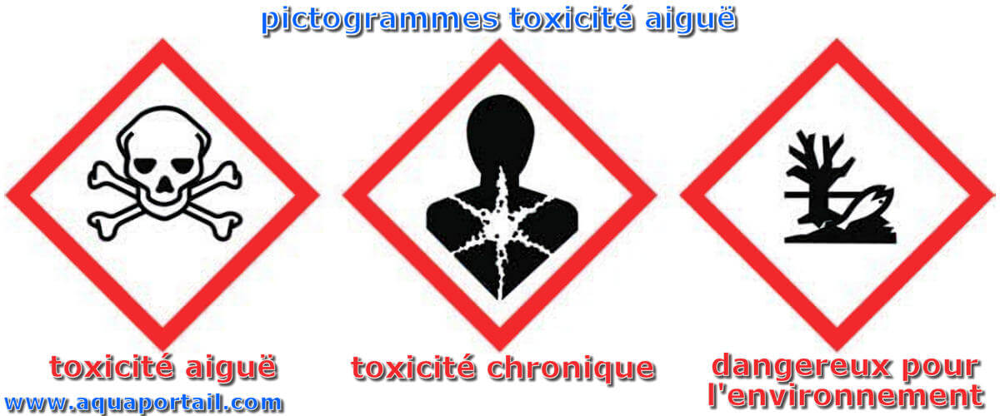 pictogrammes toxicité aiguë
toxicité aiguë
toxicité chronique
dangereux pour
l'environnement
www.aquaportail.com